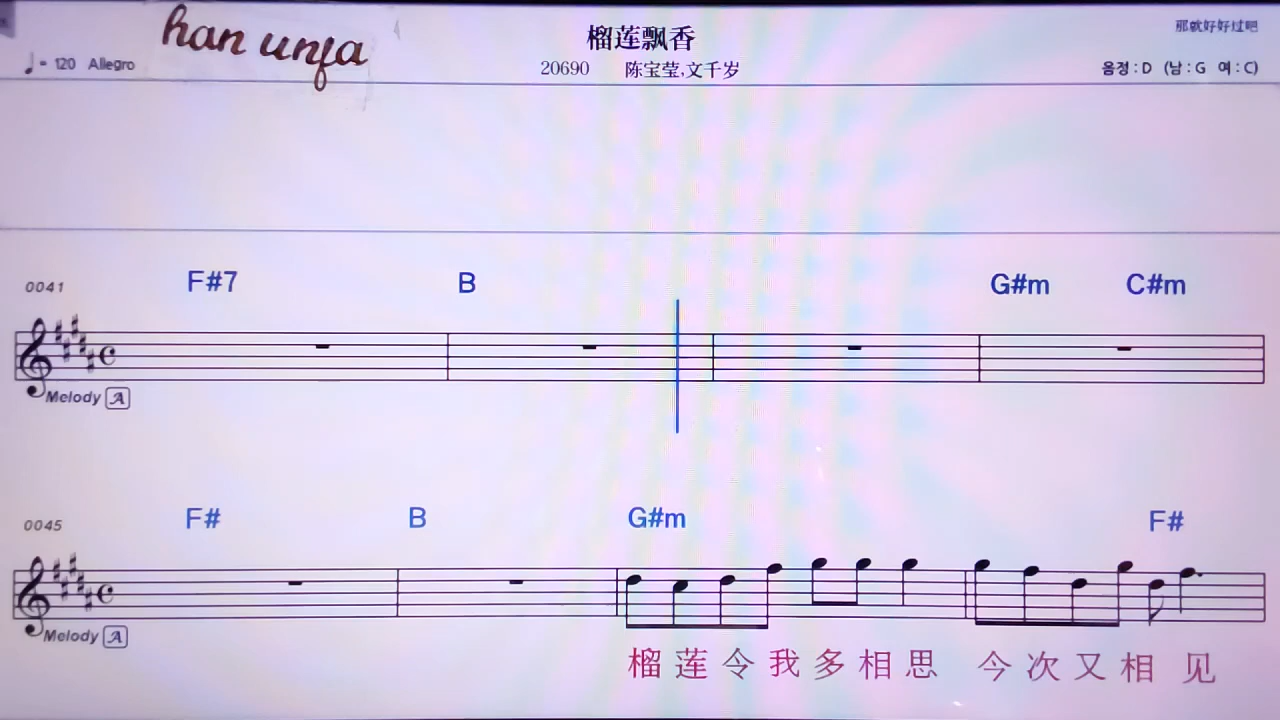 han unfa
榴莲飘香
那就好好过吧
♩= 120 Allegro
20690 陈宝莹,文千岁
음정 : D (남 : G 여 : C)
0041 F#7 B G#m C#m
Melody A
0045 F# B G#m F#
Melody A
榴莲令我多相思 今次又相见